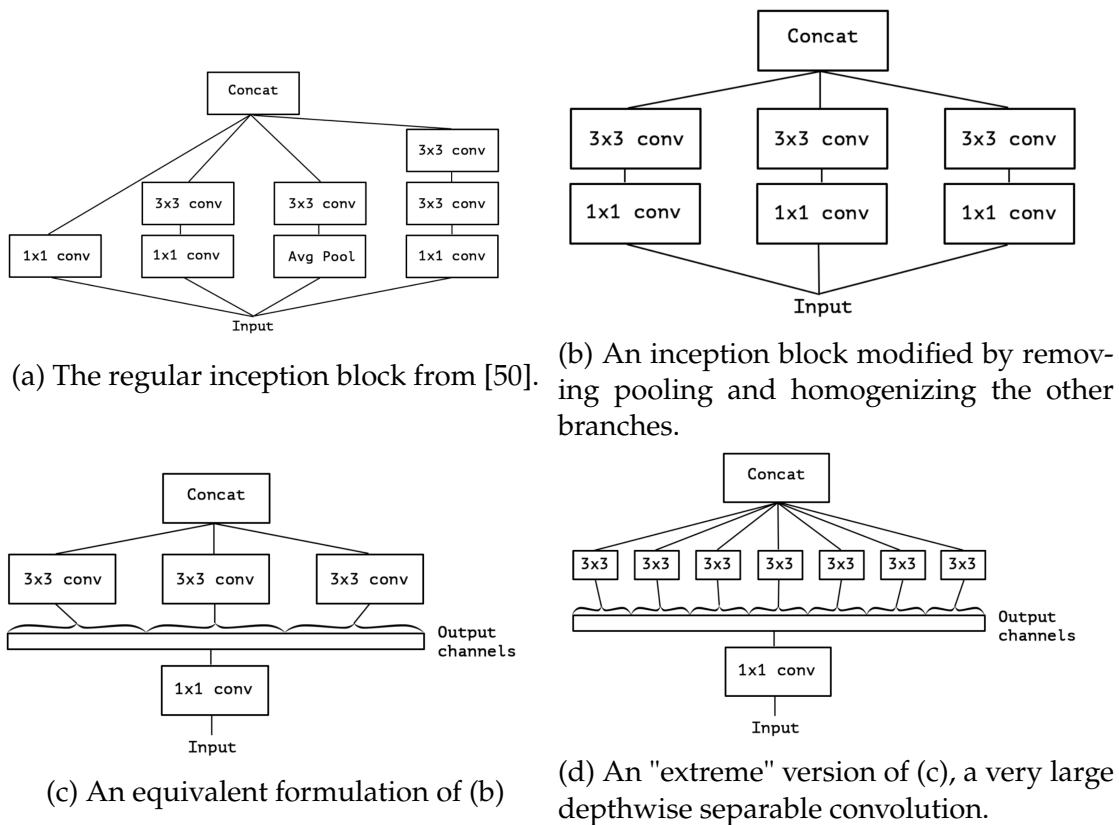 Concat
3x3 conv
3x3 conv 3x3 conv 3x3 conv
1x1 conv 1x1 conv Avg Pool 1x1 conv
Input
(a) The regular inception block from [50].
Concat
3x3 conv 3x3 conv 3x3 conv
1x1 conv 1x1 conv 1x1 conv
Input
(b) An inception block modified by remov-
ing pooling and homogenizing the other
branches.
Concat
3x3 conv 3x3 conv 3x3 conv
Output
channels
1x1 conv
Input
(c) An equivalent formulation of (b)
Concat
3x3 3x3 3x3 3x3 3x3 3x3 3x3
Output
channels
1x1 conv
Input
(d) An "extreme" version of (c), a very large
depthwise separable convolution.